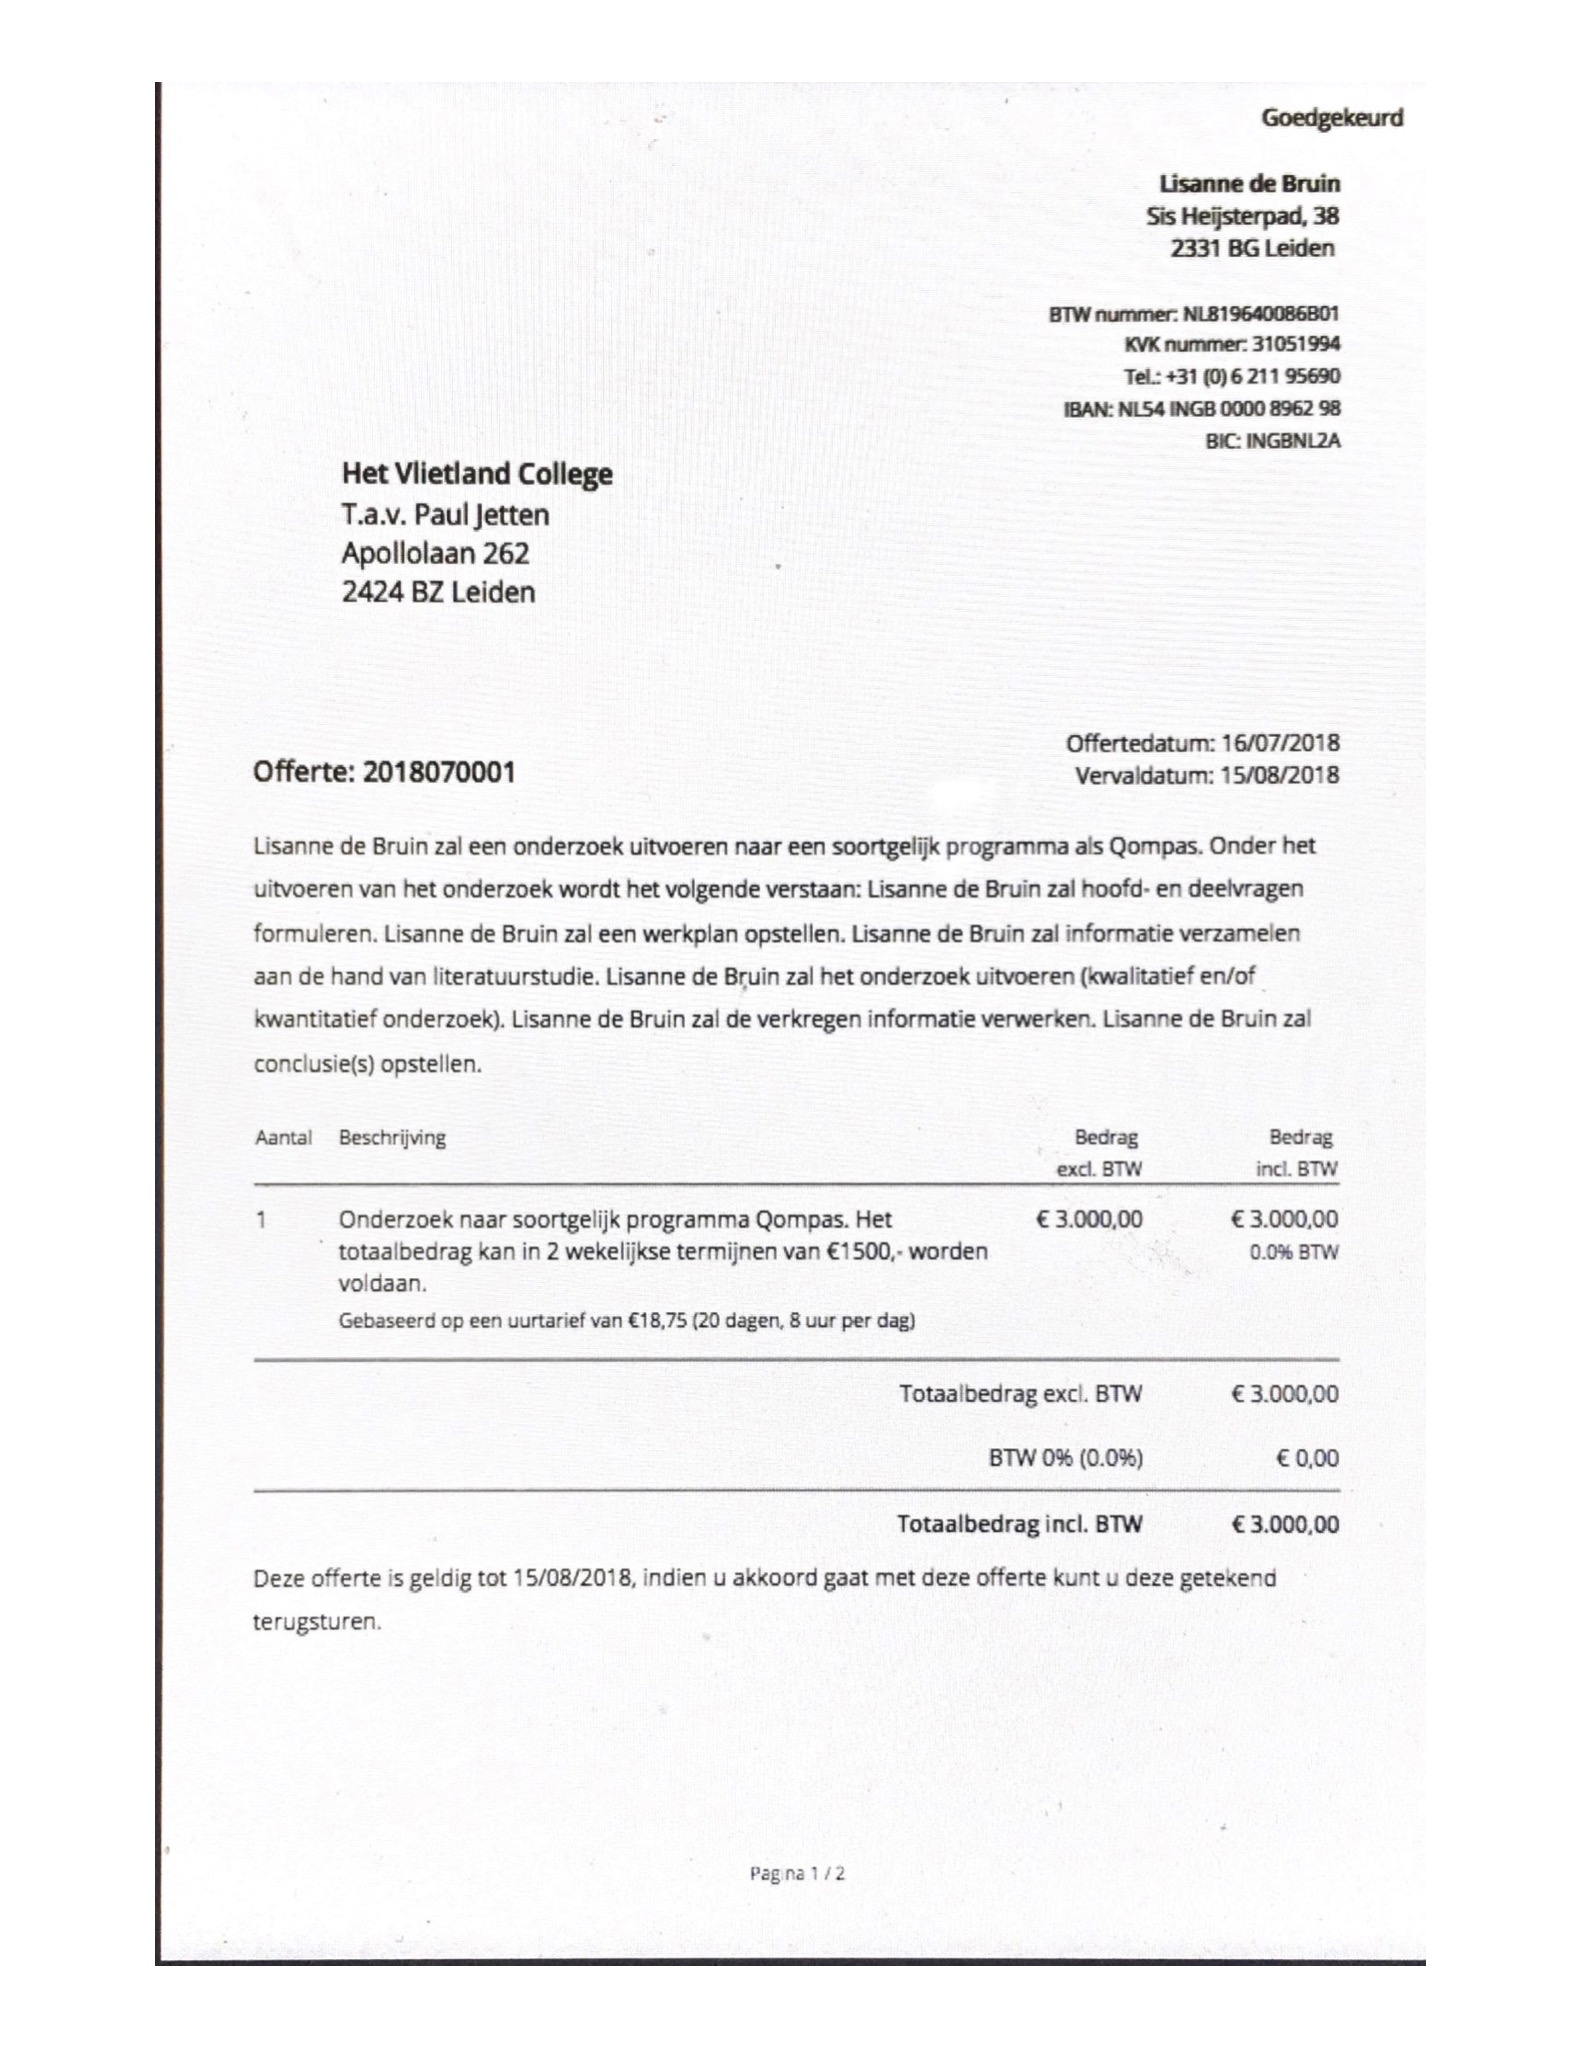 Goedgekeurd
Lisanne de Bruin
Sis Heijsterpad, 38
2331 BG Leiden
BTW nummer: NL819640086B01
KVK nummer: 31051994
Tel.: +31 (0) 6 211 95690
IBAN: NL54 INGB 0000 8962 98
BIC: INGBNL2A
Het Vlietland College
T.a.v. Paul Jetten
Apollolaan 262
2424 BZ Leiden
Offertedatum: 16/07/2018
Offerte: 2018070001
Vervaldatum: 15/08/2018
Lisanne de Bruin zal een onderzoek uitvoeren naar een soortgelijk programma als Qompas. Onder het
uitvoeren van het onderzoek wordt het volgende verstaan: Lisanne de Bruin zal hoofd- en deelvragen
formuleren. Lisanne de Bruin zal een werkplan opstellen. Lisanne de Bruin zal informatie verzamelen
aan de hand van literatuurstudie. Lisanne de Bruin zal het onderzoek uitvoeren (kwalitatief en/of
kwantitatief onderzoek). Lisanne de Bruin zal de verkregen informatie verwerken. Lisanne de Bruin zal
conclusie(s) opstellen.
Aantal Beschrijving Bedrag Bedrag
excl. BTW incl. BTW
1 Onderzoek naar soortgelijk programma Qompas. Het € 3.000,00 € 3.000,00
totaalbedrag kan in 2 wekelijkse termijnen van €1500,- worden 0.0% BTW
voldaan.
Gebaseerd op een uurtarief van €18,75 (20 dagen, 8 uur per dag)
Totaalbedrag excl. BTW € 3.000,00
BTW 0% (0.0%) € 0,00
Totaalbedrag incl. BTW € 3.000,00
Deze offerte is geldig tot 15/08/2018, indien u akkoord gaat met deze offerte kunt u deze getekend
terugsturen.
Pagina 1 / 2